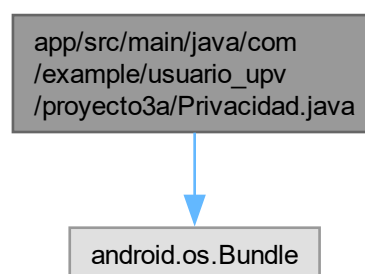 app/src/main/java/com
/example/usuario_upv
/proyecto3a/Privacidad.java
android.os.Bundle